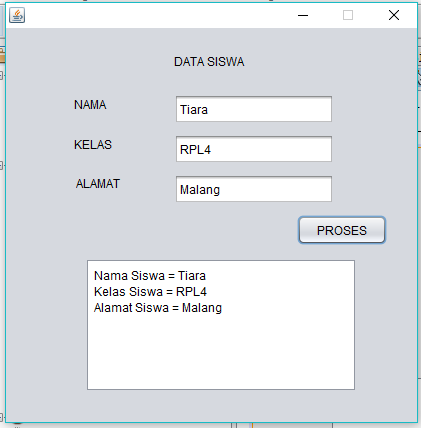 DATA SISWA
NAMA
Tiara
KELAS
RPL4
ALAMAT
Malang
PROSES
Nama Siswa = Tiara
Kelas Siswa = RPL4
Alamat Siswa = Malang